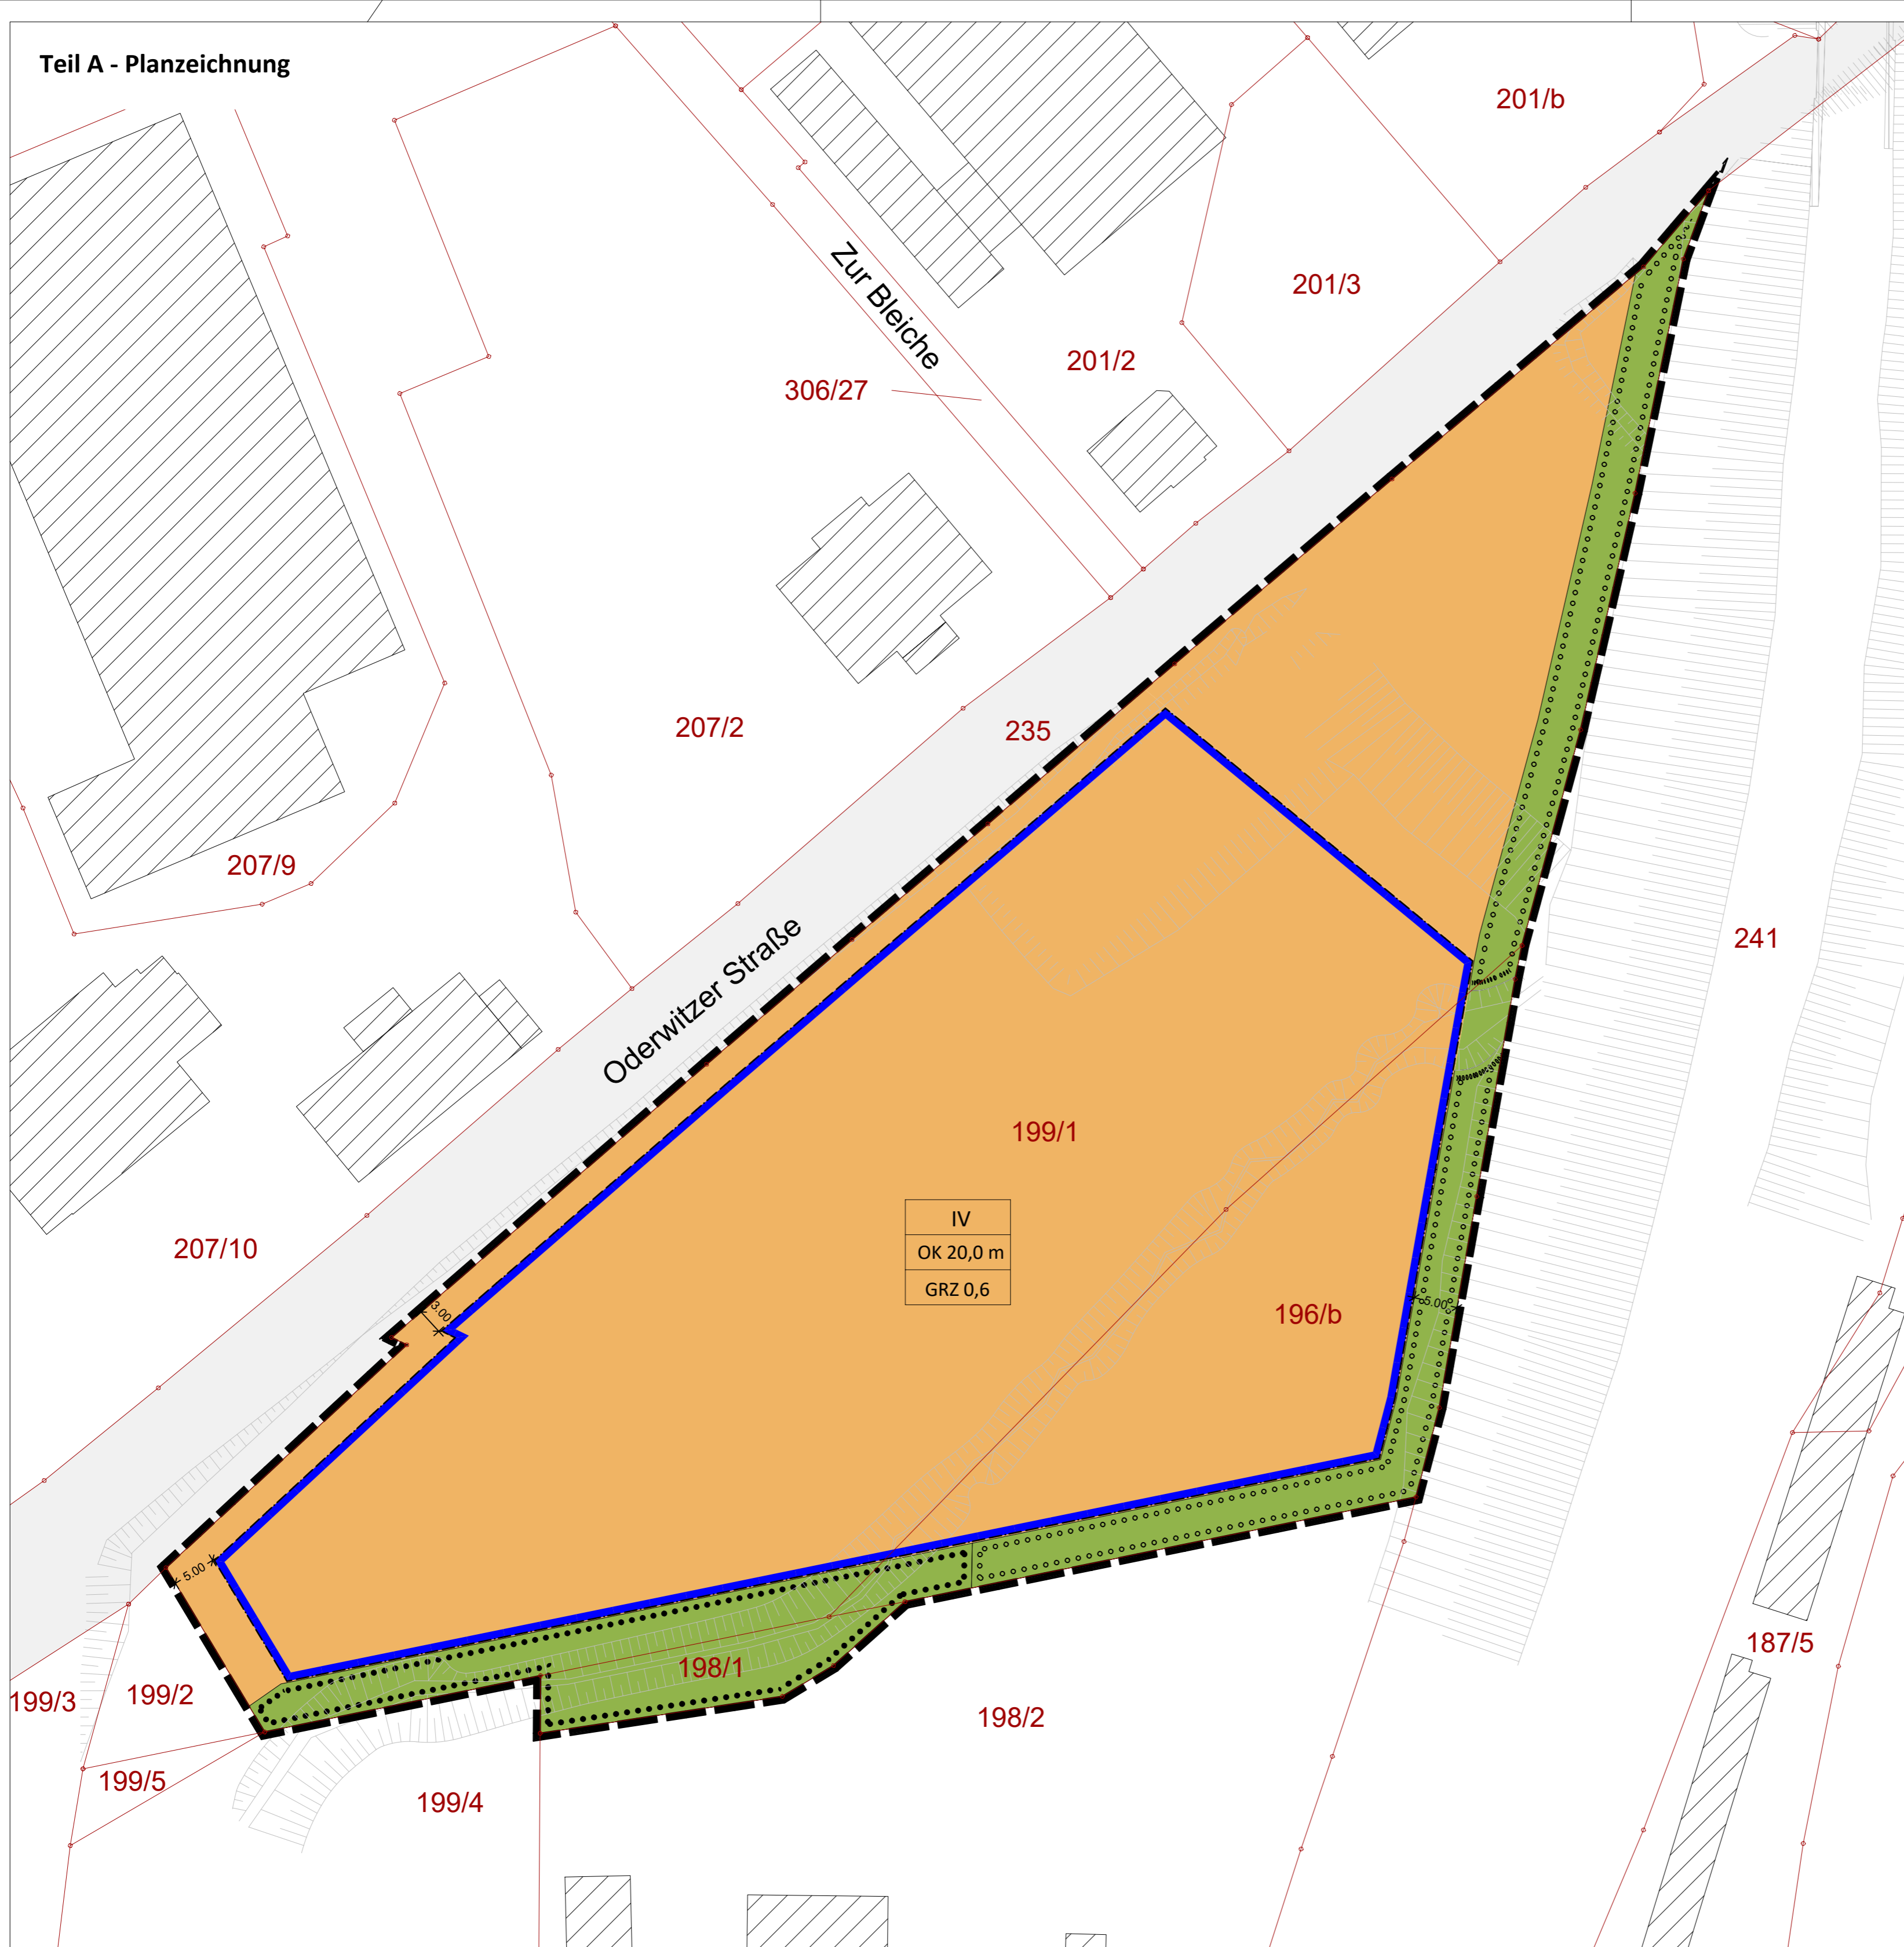 Teil A - Planzeichnung
201/b
Zur Bleiche
201/3
201/2
306/27
207/2
235
207/9
241
Oderwitzer Straße
199/1
IV
OK 20,0 m
GRZ 0,6
207/10
3.00
5.00
196/b
5.00
187/5
198/1
199/3
199/2
198/2
199/5
199/4